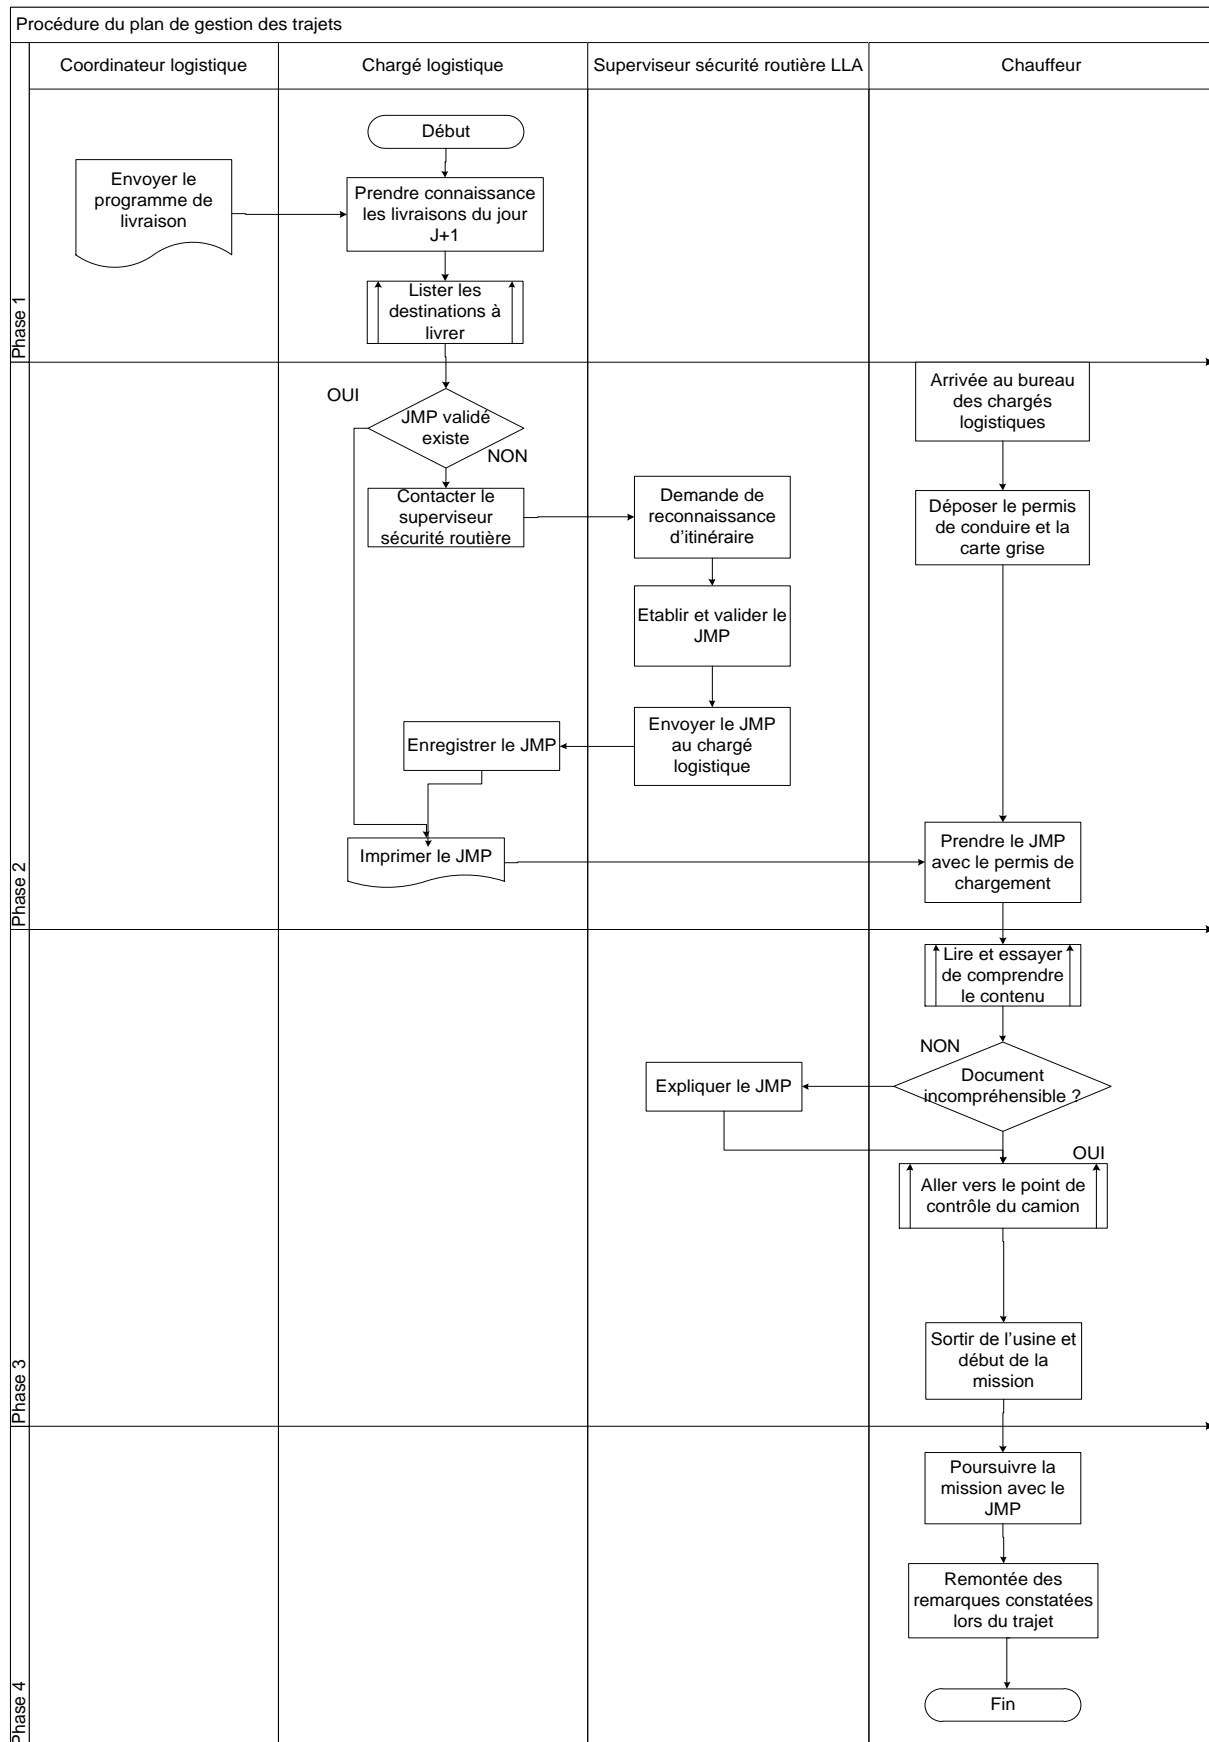 Procédure du plan de gestion des trajets
Coordinateur logistique
Chargé logistique
Superviseur sécurité routière LLA
Chauffeur
Phase 1
Début
Envoyer le
programme de
livraison
Prendre connaissance
les livraisons du jour
J+1
Lister les
destinations à
livrer
Phase 2
OUI
JMP validé
existe
NON
Arrivée au bureau
des chargés
logistiques
Contacter le
superviseur
sécurité routière
Demande de
reconnaissance
d’itinéraire
Déposer le permis
de conduire et la
carte grise
Etablir et valider le
JMP
Envoyer le JMP
au chargé
logistique
Enregistrer le JMP
Imprimer le JMP
Prendre le JMP
avec le permis de
chargement
Phase 3
Lire et essayer
de comprendre
le contenu
NON
Document
incompréhensible ?
Expliquer le JMP
OUI
Aller vers le point de
contrôle du camion
Sortir de l’usine et
début de la
mission
Phase 4
Poursuivre la
mission avec le
JMP
Remontée des
remarques constatées
lors du trajet
Fin